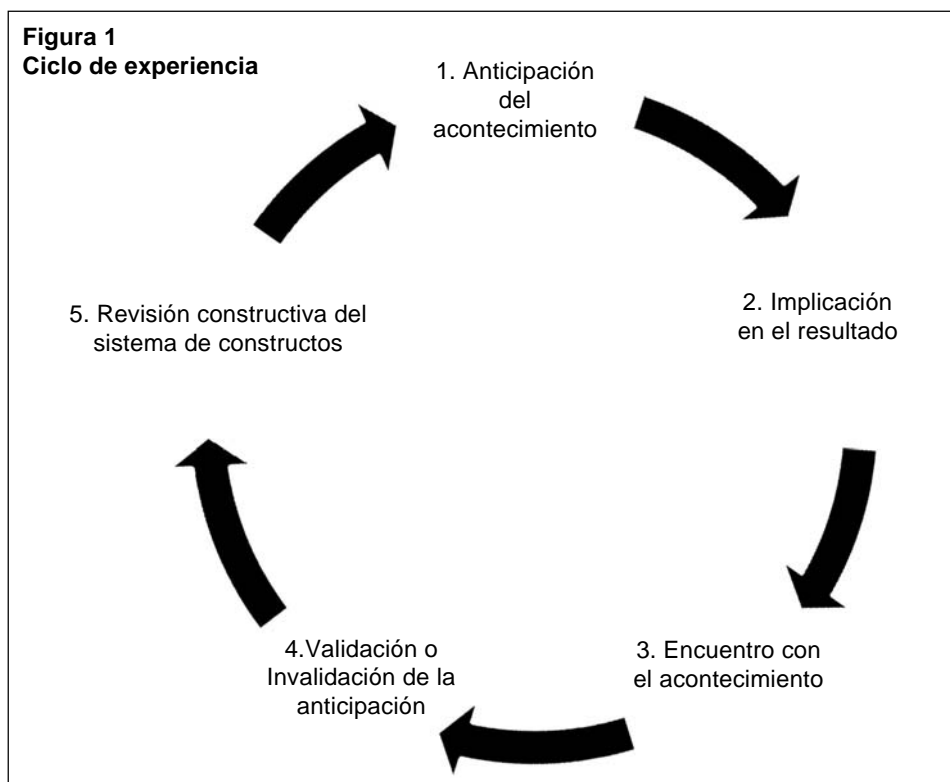 Figura 1
Ciclo de experiencia
1. Anticipación
del
acontecimiento
2. Implicación
en el resultado
3. Encuentro con
el acontecimiento
4.Validación o
Invalidación de la
anticipación
5. Revisión constructiva del
sistema de constructos